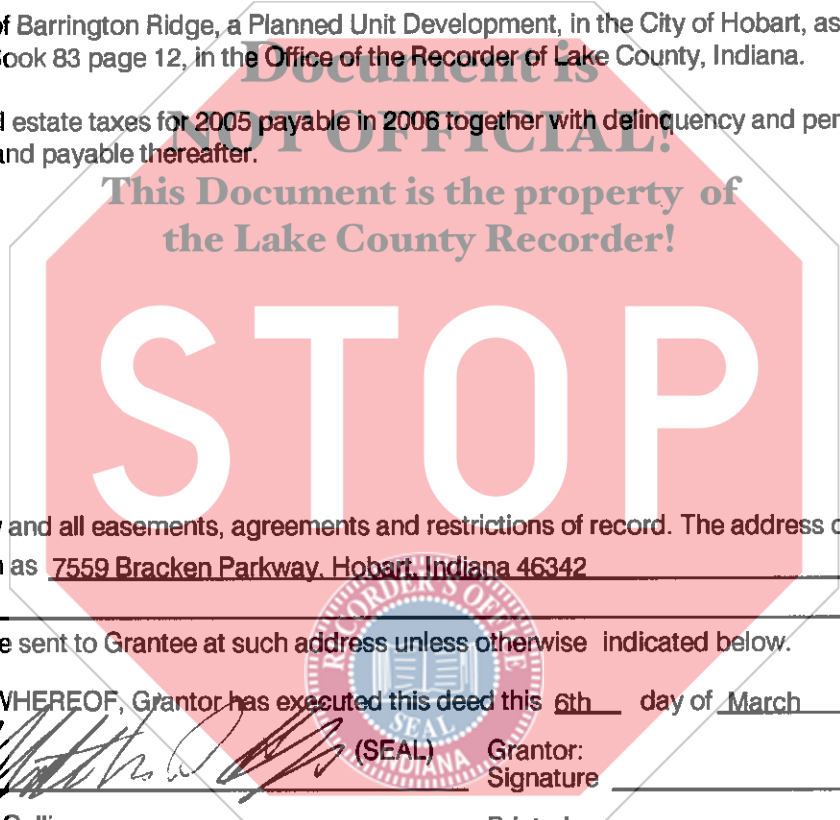 of Barrington Ridge, a Planned Unit Development, in the City of Hobart, as
ook 83 page 12, in the Office of the Recorder of Lake County, Indiana.
Document is
estate taxes for 2005 payable in 2006 together with delinquency and
NOT OFFICIAL!
and payable thereafter.
This Document is the property of
the Lake County Recorder!
STOP
and all easements, agreements and restrictions of record. The address
as 7559 Bracken Parkway, Hobart, Indiana 46342
e sent to Grantee at such address unless otherwise indicated below.
WHEREOF, Grantor has executed this deed this 6th day of March
(SEAL) Grantor:
Signature
RECORDER'S OFFICE
SEAL
INDIANA